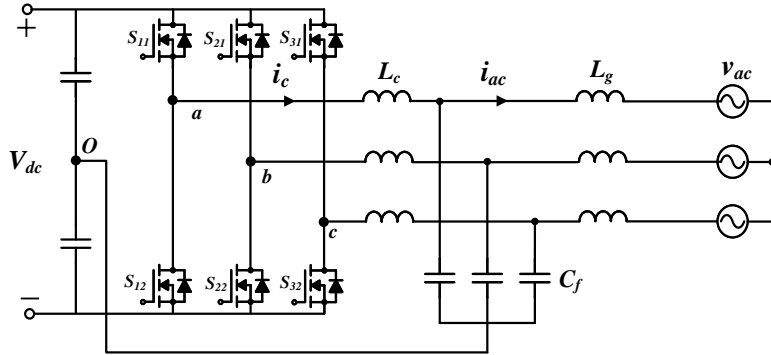 +
S11 S21 S31
ic Lc iac Lg vac
a
O
Vdc
b
c
S12 S22 S32
Cf
−